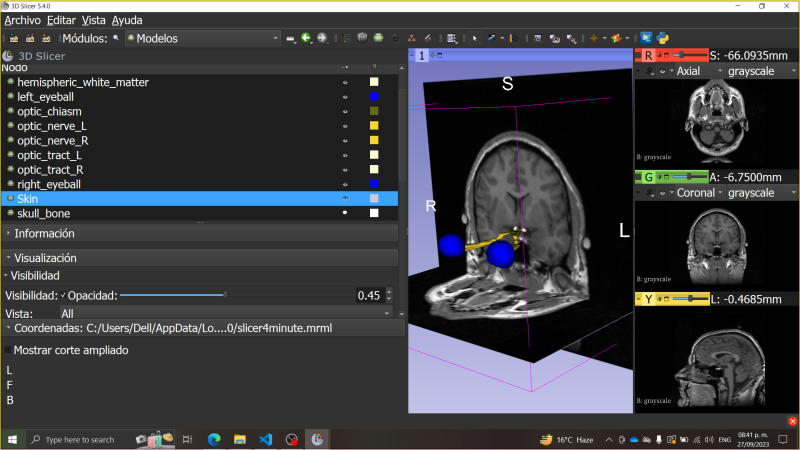 3D Slicer 5.4.0
Archivo Editar Vista Ayuda
Módulos: Modelos
3D Slicer
Nodo
hemispheric_white_matter
left_eyeball
optic_chiasm
optic_nerve_L
optic_nerve_R
optic_tract_L
optic_tract_R
right_eyeball
Skin
skull_bone
Información
Visualización
Visibilidad
Visibilidad: Opacidad: 0.45
Vista: All
Coordenadas: C:/Users/Dell/AppData/Lo....0/slicer4minute.mrml
Mostrar corte ampliado
L
F
B
1
S
R
L
R S: -66.0935mm
Axial grayscale
B: grayscale
G A: -6.7500mm
Coronal grayscale
B: grayscale
Y L: -0.4685mm
B: grayscale
Type here to search
16°C Haze
ENG
08:41 p. m.
27/09/2023